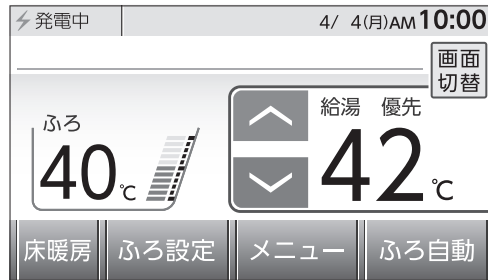 発電中 4/ 4(月)AM10:00
画面
切替
給湯 優先
ふろ
40℃ 42℃
床暖房 ふろ設定 メニュー ふろ自動